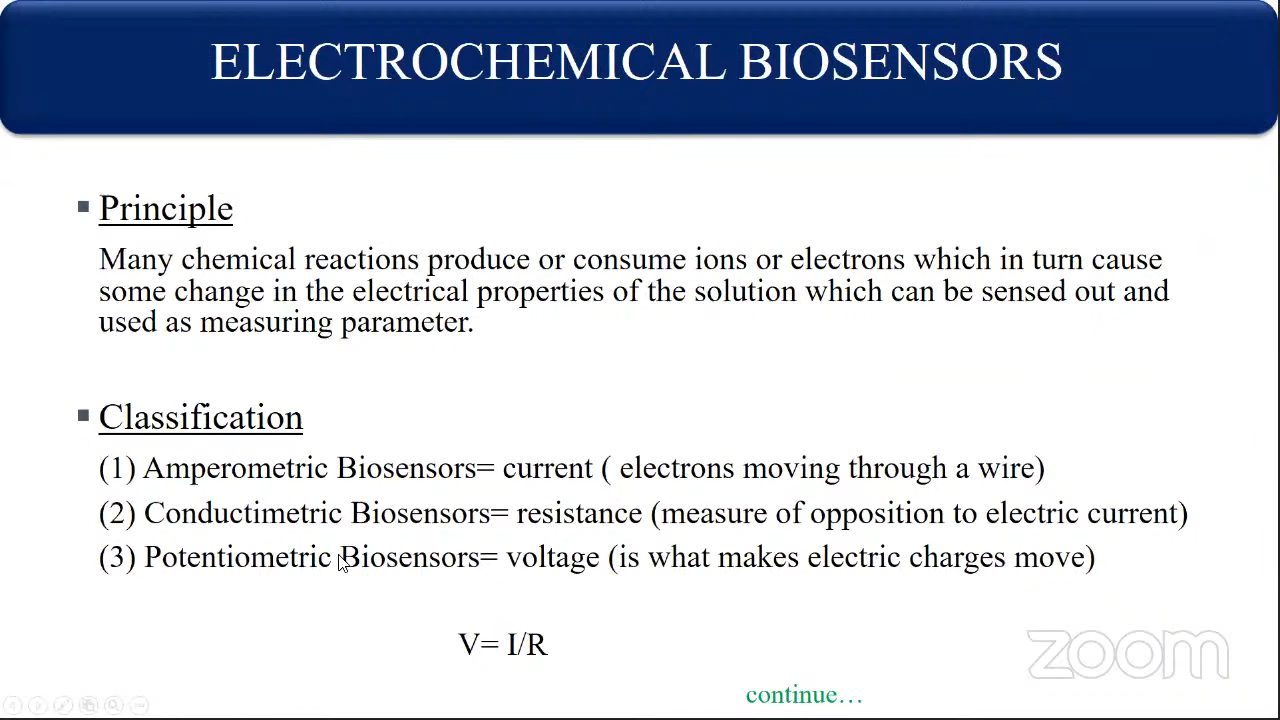 ELECTROCHEMICAL BIOSENSORS
Principle
Many chemical reactions produce or consume ions or electrons which in turn cause
some change in the electrical properties of the solution which can be sensed out and
used as measuring parameter.
Classification
(1) Amperometric Biosensors= current ( electrons moving through a wire)
(2) Conductimetric Biosensors= resistance (measure of opposition to electric current)
(3) Potentiometric Biosensors= voltage (is what makes electric charges move)
V= I/R
zoom
continue…